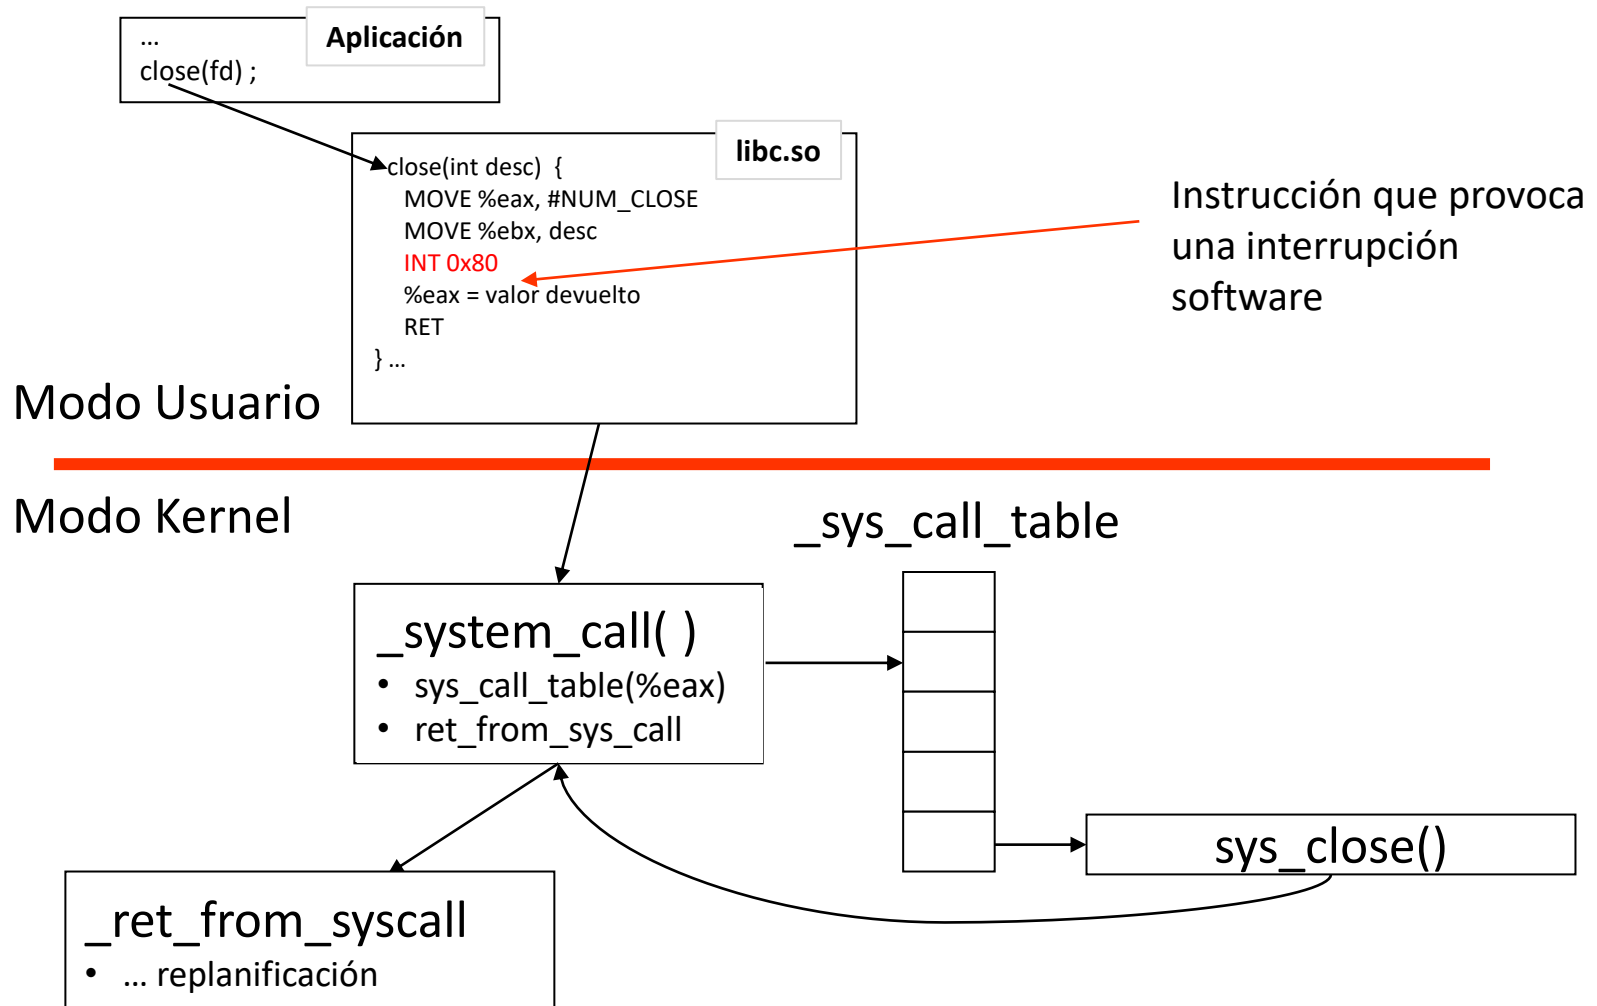 ...
close(fd) ;
Aplicación
close(int desc) {
MOVE %eax, #NUM_CLOSE
MOVE %ebx, desc
INT 0x80
%eax = valor devuelto
RET
} ...
libc.so
Instrucción que provoca
una interrupción
software
Modo Usuario
Modo Kernel
_sys_call_table
_system_call( )
• sys_call_table(%eax)
• ret_from_sys_call
sys_close()
_ret_from_syscall
• ... replanificación